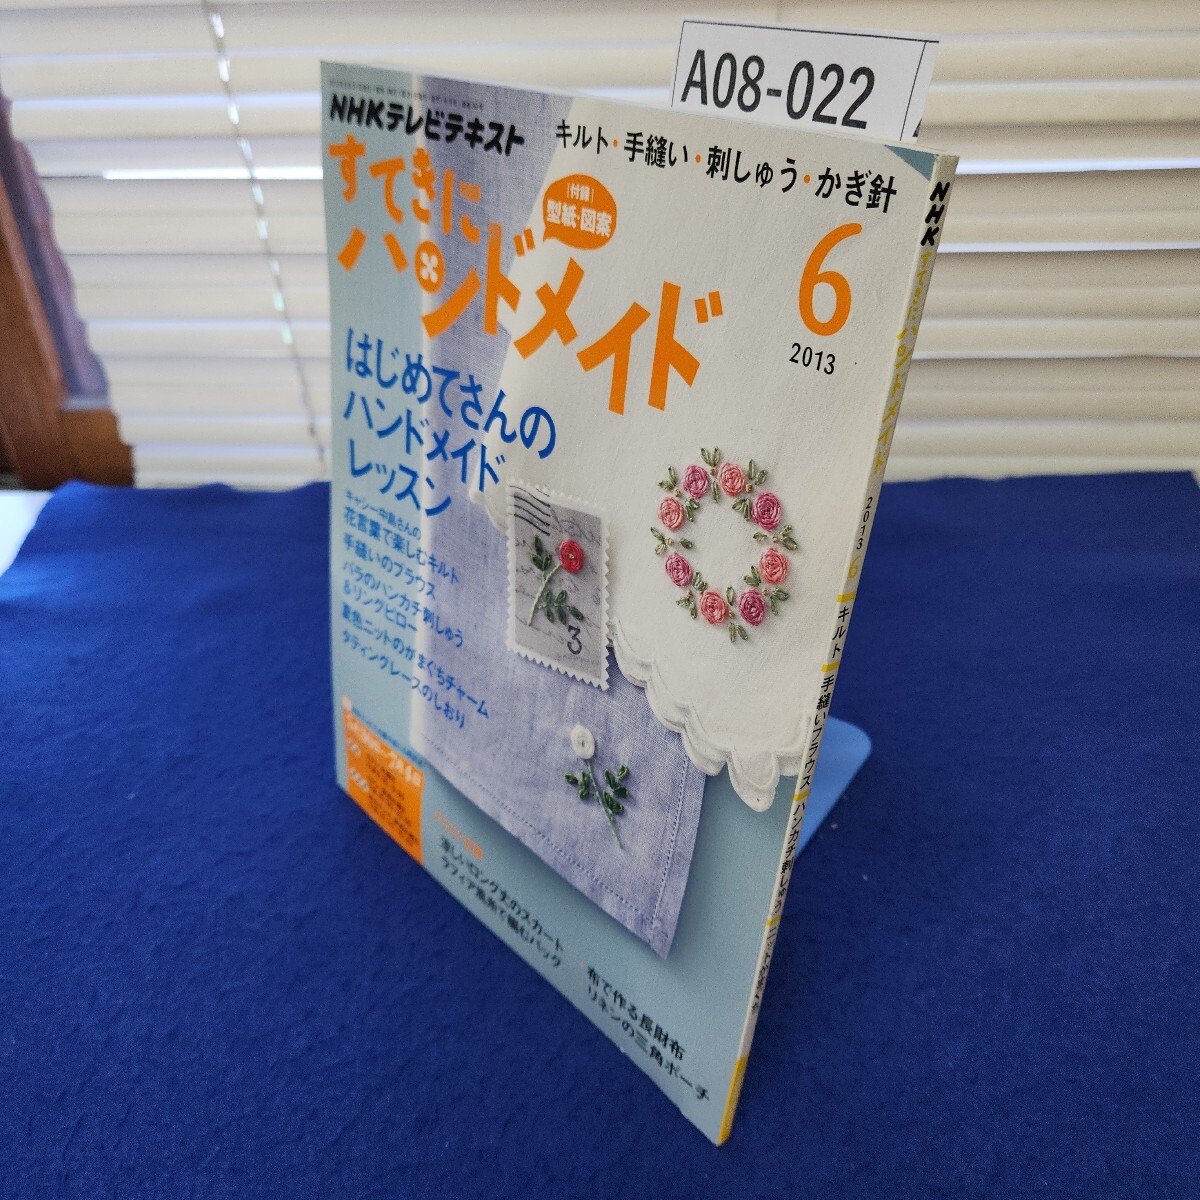 A08-022
NHKテレビテキスト
キルト・手縫い・刺しゅう・かぎ針
すてきに
ハンドメイド
[付録]
型紙・図案
6
2013
はじめてさんの
ハンドメイド
レッスン
キャシー中島さんの
花言葉で楽しむキルト
手縫いのブラウス
バラのハンカチ刺しゅう
&リングピロー
夏色ニットのがまぐちチャーム
タティングレースのしおり
3
涼しいロング丈のスカート
ラフィア風糸で編むバッグ
・布で作る長財布
・リネンの三角ポーチ
NHK すてきにハンドメイド 2013 6 キルト 手縫いブラウス ハンカチ刺しゅう